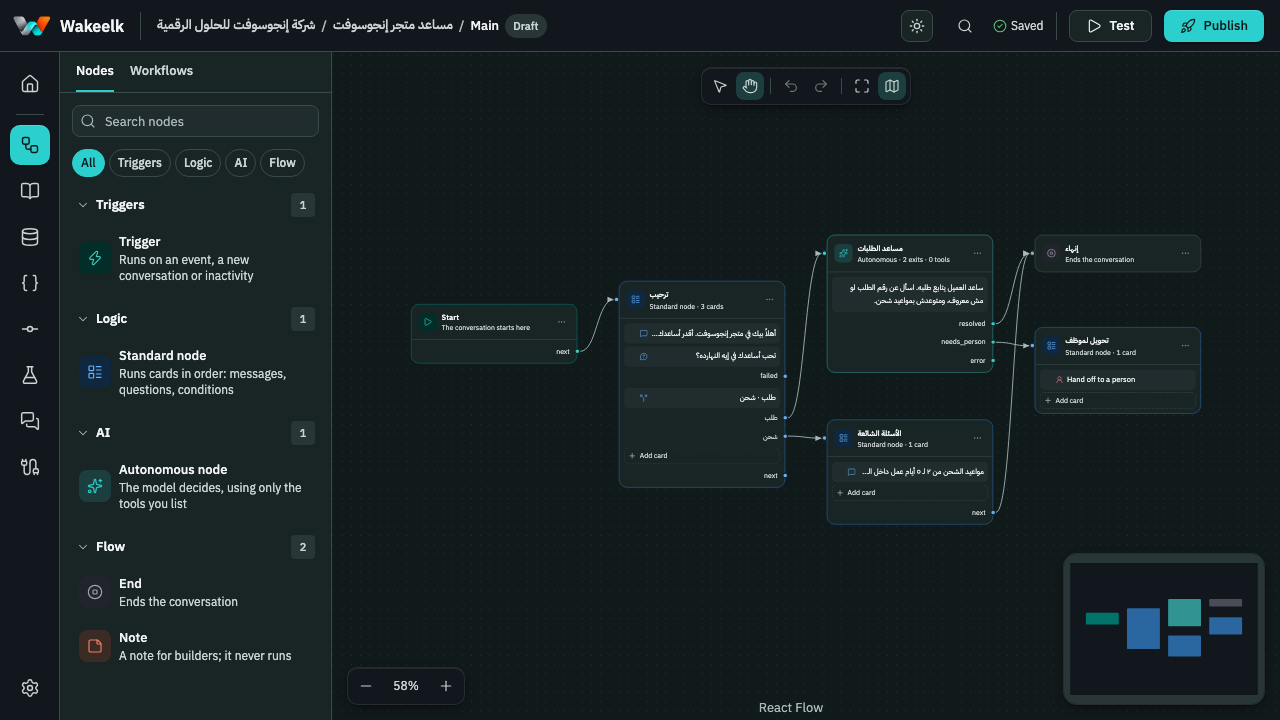 Wakeelk
شركة إنجوسوفت للحلول الرقمية / مساعد متجر إنجوسوفت / Main
Draft
Saved
Test
Publish
Nodes
Workflows
Search nodes
All
Triggers
Logic
AI
Flow
Triggers
1
Trigger
Runs on an event, a new
conversation or inactivity
Logic
1
Standard node
Runs cards in order: messages,
questions, conditions
AI
1
Autonomous node
The model decides, using only the
tools you list
Flow
2
End
Ends the conversation
Note
A note for builders; it never runs
Start
The conversation starts here
next
ترحيب
Standard node · 3 cards
أهلاً بيك في متجر إنجوسوفت. أقدر أساعدك...
تحب أساعدك في إيه النهارده؟
failed
طلب · شحن
طلب
شحن
Add card
next
مساعد الطلبات
Autonomous · 2 exits · 0 tools
ساعد العميل يتابع طلبه. اسأل عن رقم الطلب لو
مش معروف، ومتوعدش بمواعيد شحن.
resolved
needs_person
error
الأسئلة الشائعة
Standard node · 1 card
مواعيد الشحن من ٢ لـ ٥ أيام عمل داخل الـ...
Add card
next
إنهاء
Ends the conversation
تحويل لموظف
Standard node · 1 card
Hand off to a person
Add card
58%
React Flow